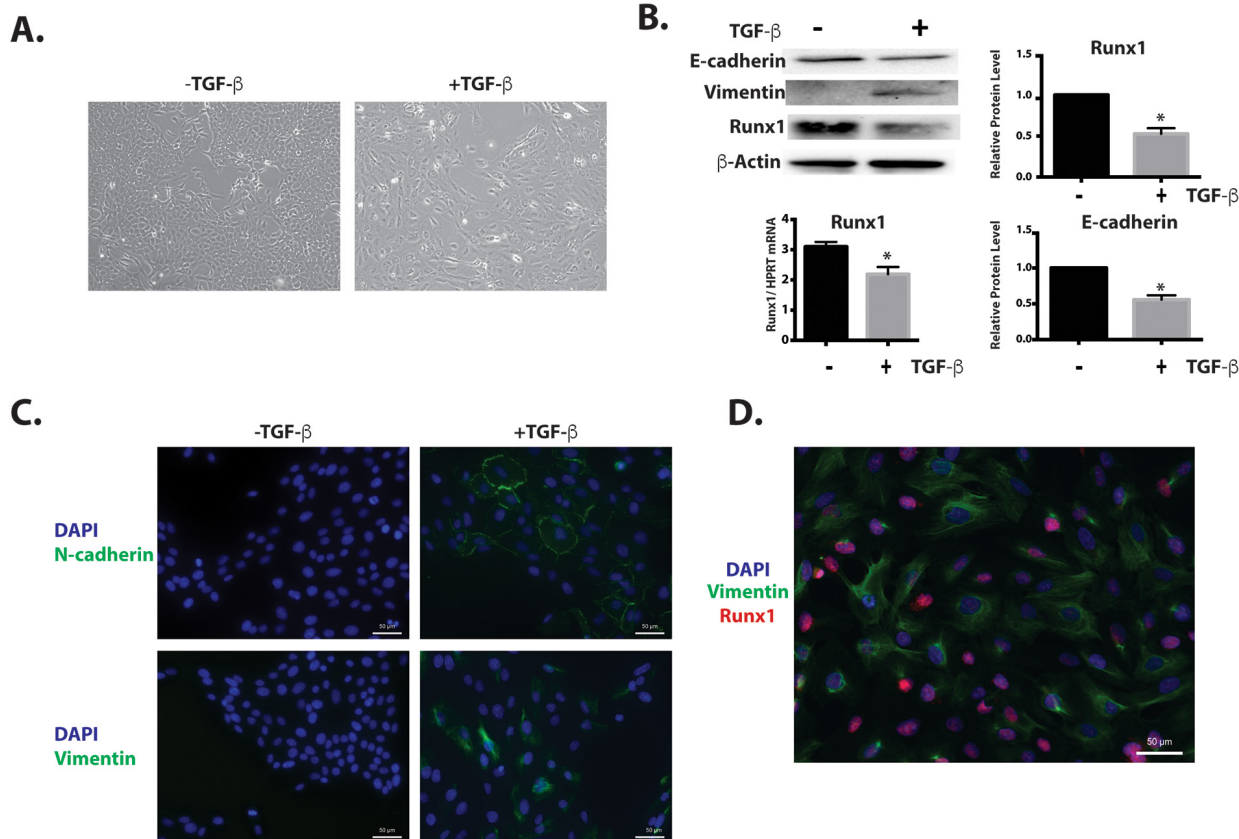 A.
-TGF-β
+TGF-β
B.
TGF-β - +
E-cadherin
Vimentin
Runx1
β-Actin
Runx1
Relative Protein Level
1.5
1.0
0.5
0.0
*
- + TGF-β
Runx1
Runx1/ HPRT mRNA
4
3
2
1
0
*
- + TGF-β
E-cadherin
Relative Protein Level
1.5
1.0
0.5
0.0
*
- + TGF-β
C.
-TGF-β
+TGF-β
DAPI
N-cadherin
50 µm
50 µm
DAPI
Vimentin
50 µm
50 µm
D.
DAPI
Vimentin
Runx1
50 µm